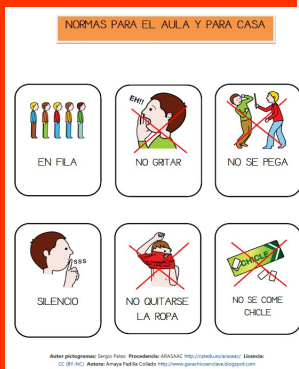 NORMAS PARA EL AULA Y PARA CASA
EH!!
EN FILA
NO GRITAR
NO SE PEGA
SSS
CHICLE
SILENCIO
NO QUITARSE
LA ROPA
NO SE COME
CHICLE
Autor pictogramas: Sergio Palao Procedencia: ARASAAC http://catedu.es/arasaac/ Licencia:
CC (BY-NC) Autora: Amaya Padilla Collado http://www.garachicoenclave.blogspot.com